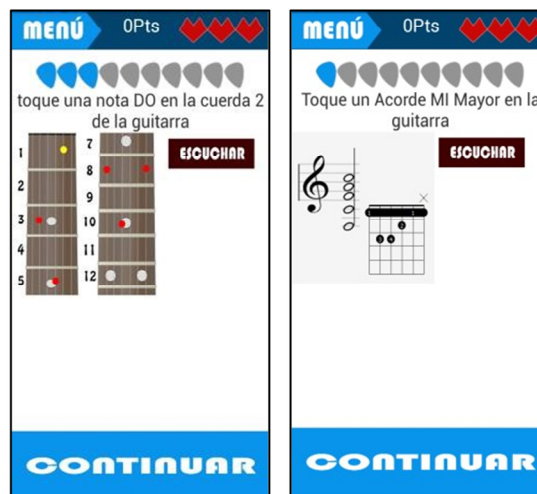 MENÚ 0Pts
toque una nota DO en la cuerda 2
de la guitarra
ESCUCHAR
1
2
3
4
5
7
8
9
10
11
12
CONTINUAR
MENÚ 0Pts
Toque un Acorde MI Mayor en la
guitarra
ESCUCHAR
CONTINUAR